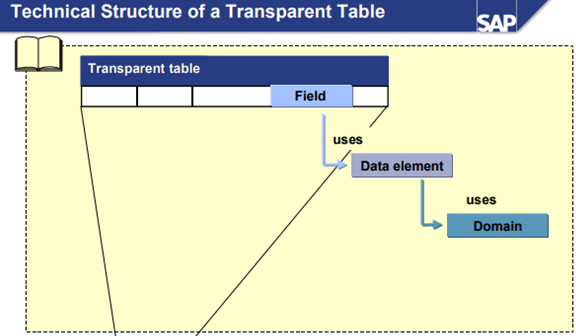 Technical Structure of a Transparent Table
SAP
Transparent table
Field
uses
Data element
uses
Domain